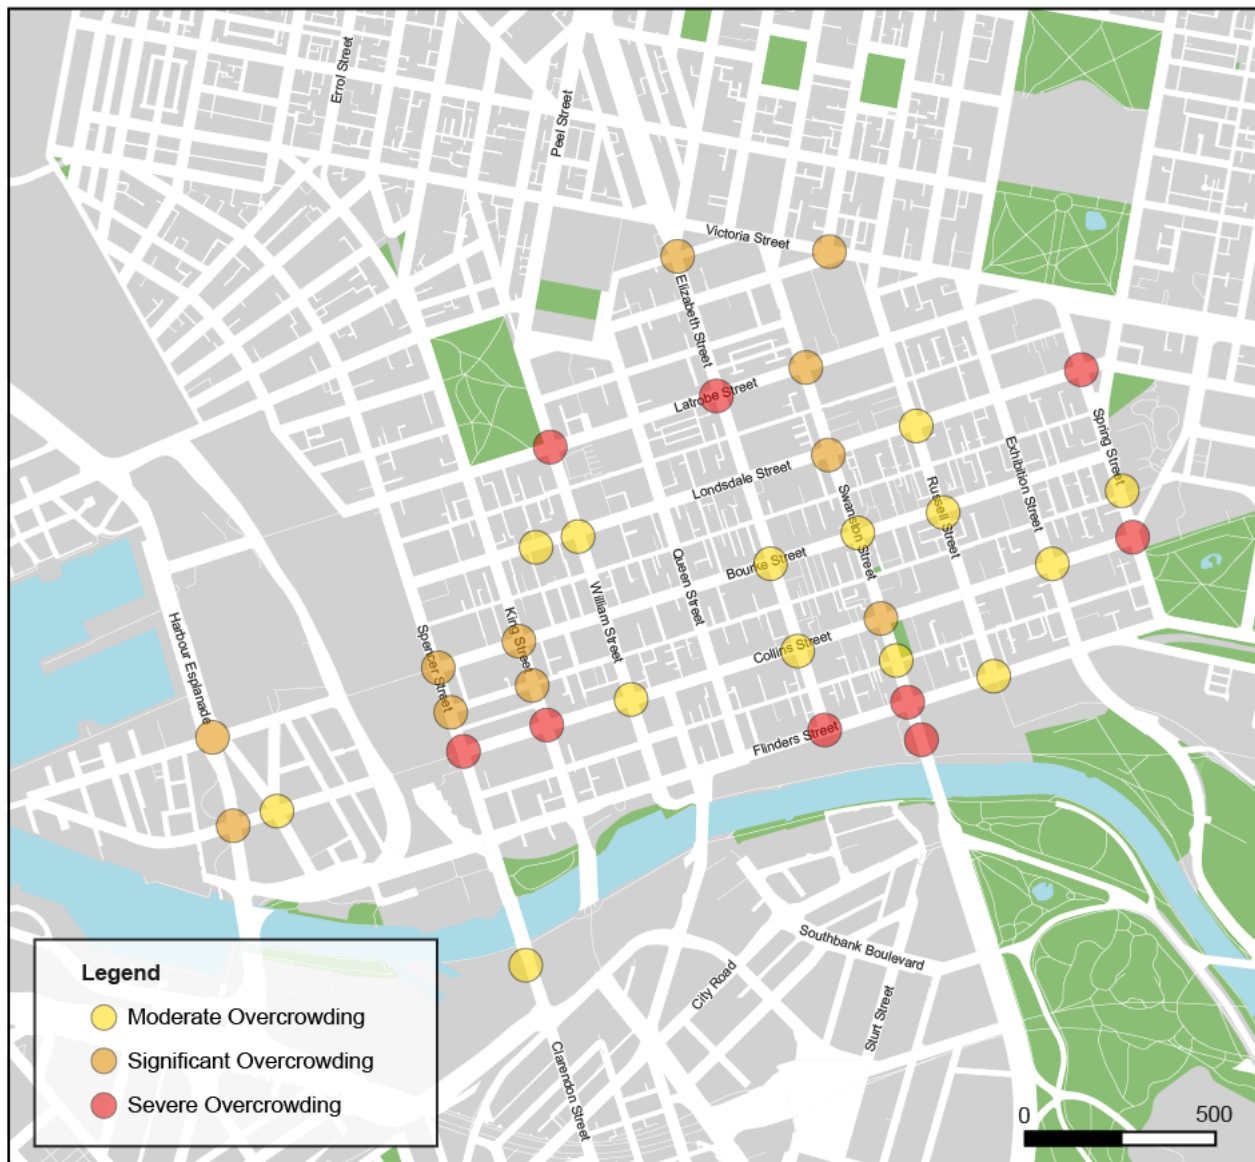 Errol Street
Peel Street
Victoria Street
Elizabeth Street
Latrobe Street
Spring Street
Exhibition Street
Londsdale Street
Swanston Street
Russell Street
Bourke Street
Queen Street
William Street
King Street
Spencer Street
Harbour Esplanade
Collins Street
Flinders Street
Southbank Boulevard
City Road
Sturt Street
Clarendon Street
Legend
Moderate Overcrowding
Significant Overcrowding
Severe Overcrowding
0 500